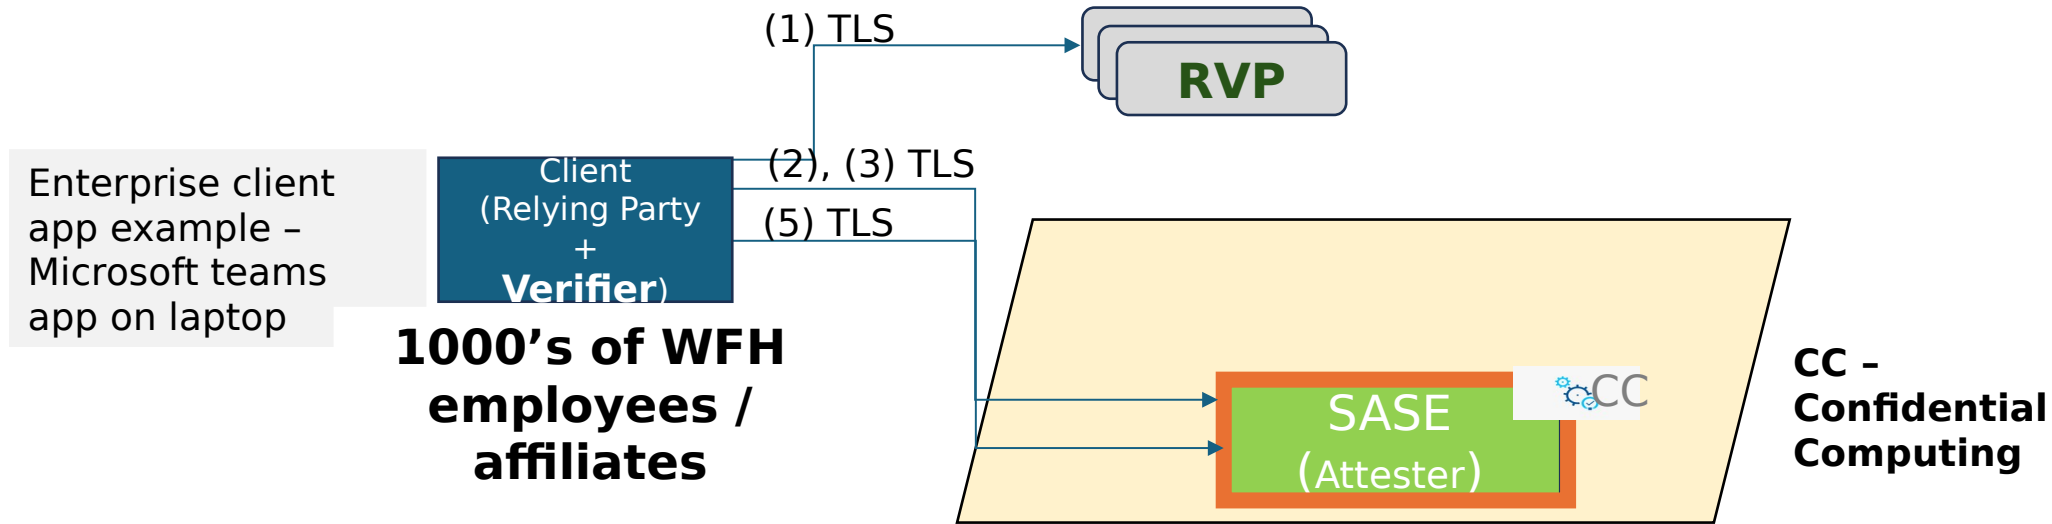 (1) TLS
RVP
(2), (3) TLS
Client
(Relying Party
+
Verifier)
(5) TLS
Enterprise client
app example –
Microsoft teams
app on laptop
1000’s of WFH
employees /
affiliates
CC
SASE
(Attester)
CC –
Confidential
Computing